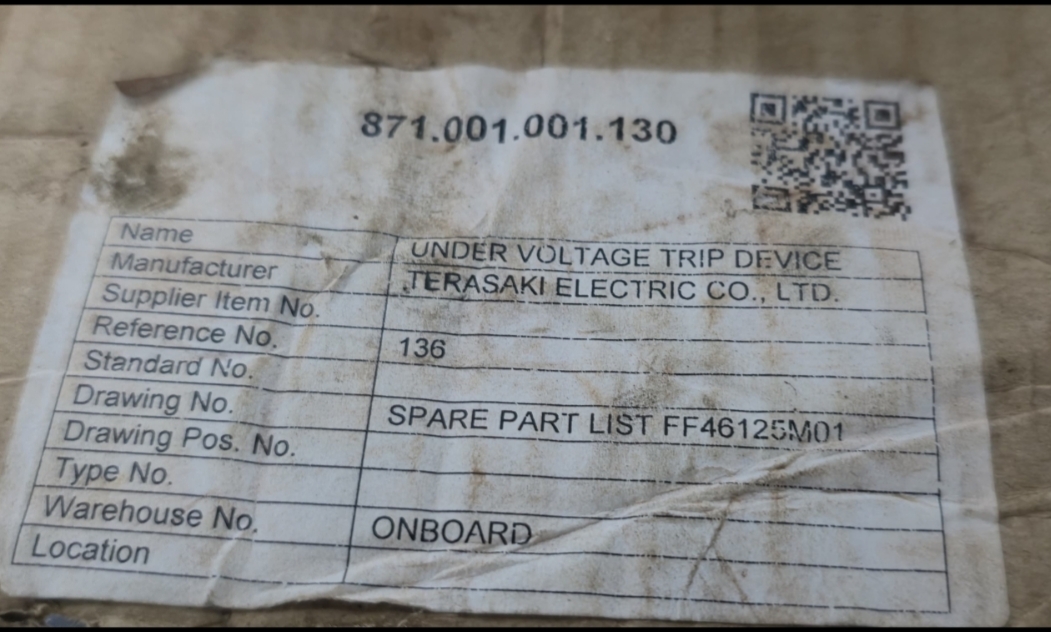 871.001.001.130
Name UNDER VOLTAGE TRIP DEVICE
Manufacturer TERASAKI ELECTRIC CO., LTD.
Supplier Item No.
Reference No. 136
Standard No.
Drawing No. SPARE PART LIST FF46125M01
Drawing Pos. No.
Type No.
Warehouse No. ONBOARD
Location